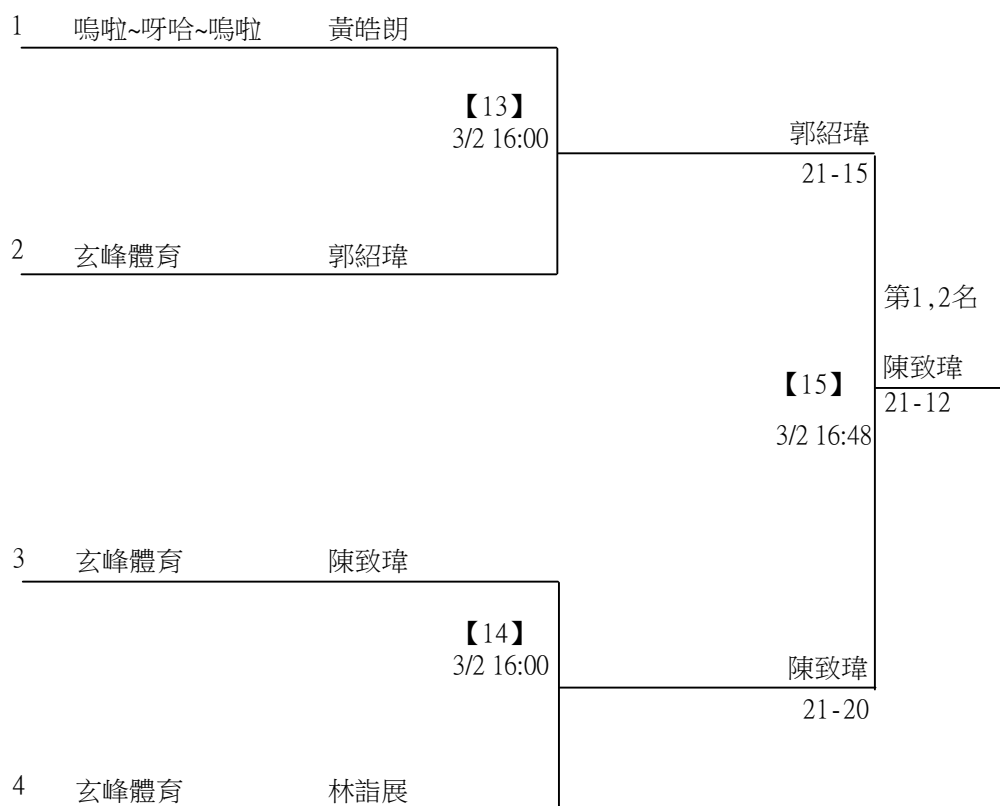 1 嗚啦~呀哈~嗚啦 黃皓朗
【13】
3/2 16:00
郭紹瑋
21-15
2 玄峰體育 郭紹瑋
第1,2名
陳致瑋
【15】
21-12
3/2 16:48
3 玄峰體育 陳致瑋
【14】
3/2 16:00
陳致瑋
21-20
4 玄峰體育 林詣展